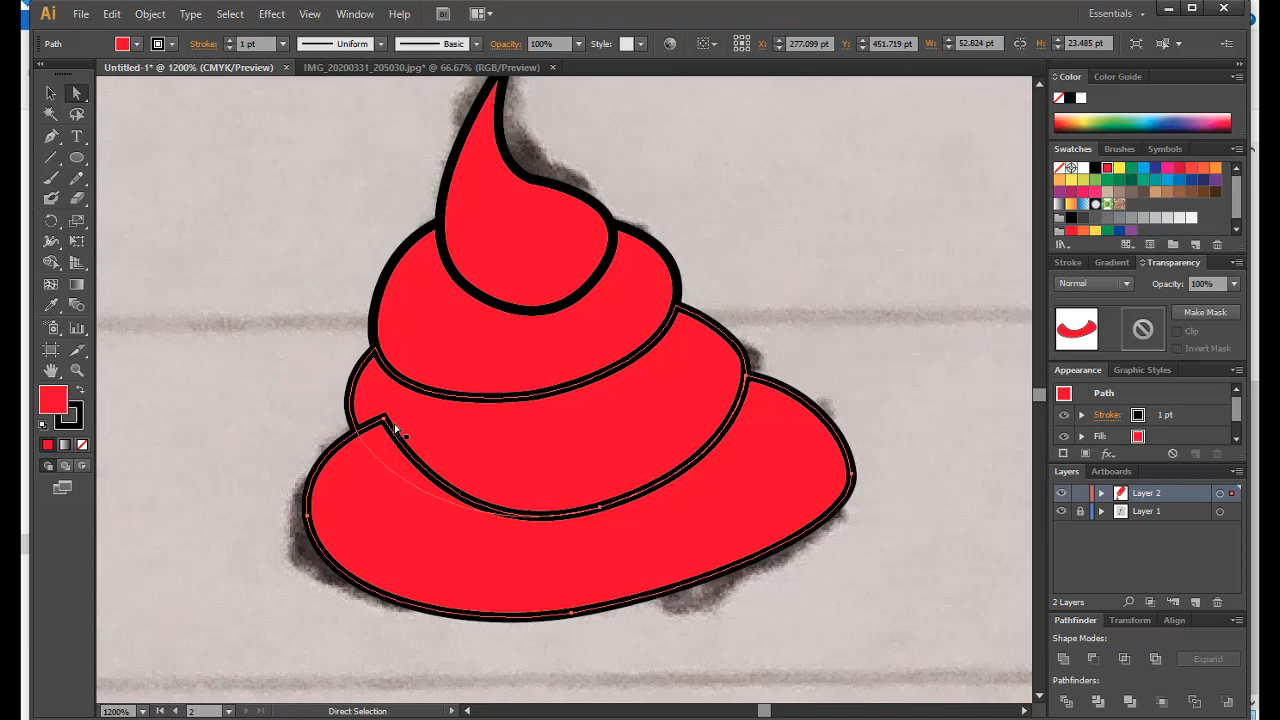 Ai File Edit Object Type Select Effect View Window Help Br Essentials
Path Stroke: 1 pt Uniform Basic Opacity: 100% Style: X: 277.099 pt Y: 451.719 pt W: 52.824 pt H: 23.485 pt
Untitled-1* @ 1200% (CMYK/Preview) × IMG_20200331_205030.jpg* @ 66.67% (RGB/Preview) ×
Color Color Guide
Swatches Brushes Symbols
Stroke Gradient Transparency
Normal Opacity: 100%
Make Mask
Clip
Invert Mask
Appearance Graphic Styles
Path
Stroke: 1 pt
Fill:
Layers Artboards
Layer 2
Layer 1
2 Layers
Pathfinder Transform Align
Shape Modes:
Expand
Pathfinders:
1200% 2 Direct Selection